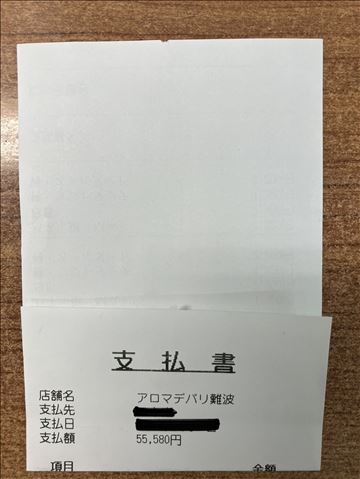 支払書
店舗名 アロマデパリ難波
支払先
支払日
支払額 55,580円
項目 金額